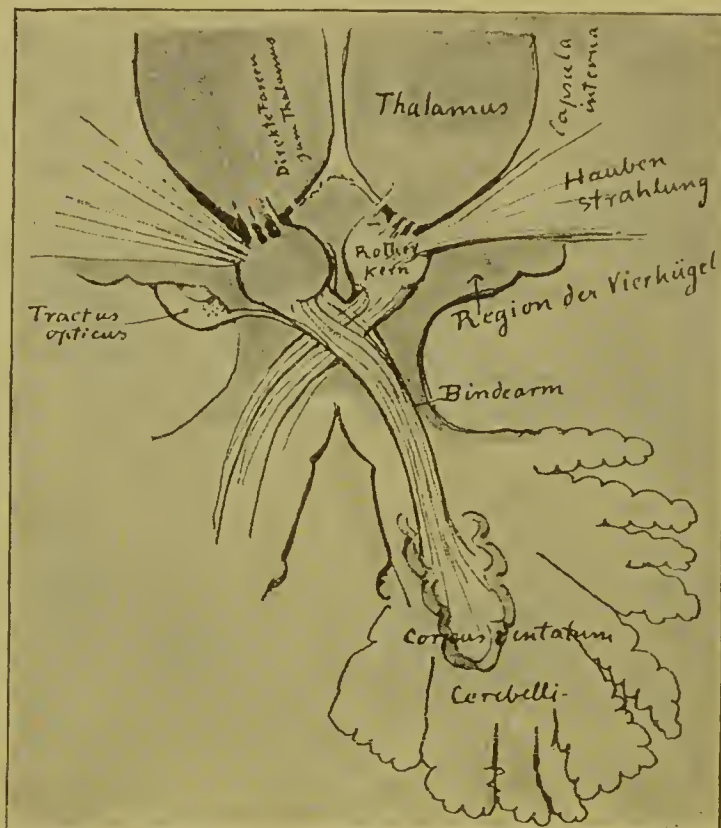 Direkte Fasern
zum Thalamus
Thalamus
Capsula
interna
Hauben
strahlung
Rother
Kern
Tractus
opticus
Region der Vierhügel
Bindearm
Corpus dentatum
Cerebelli